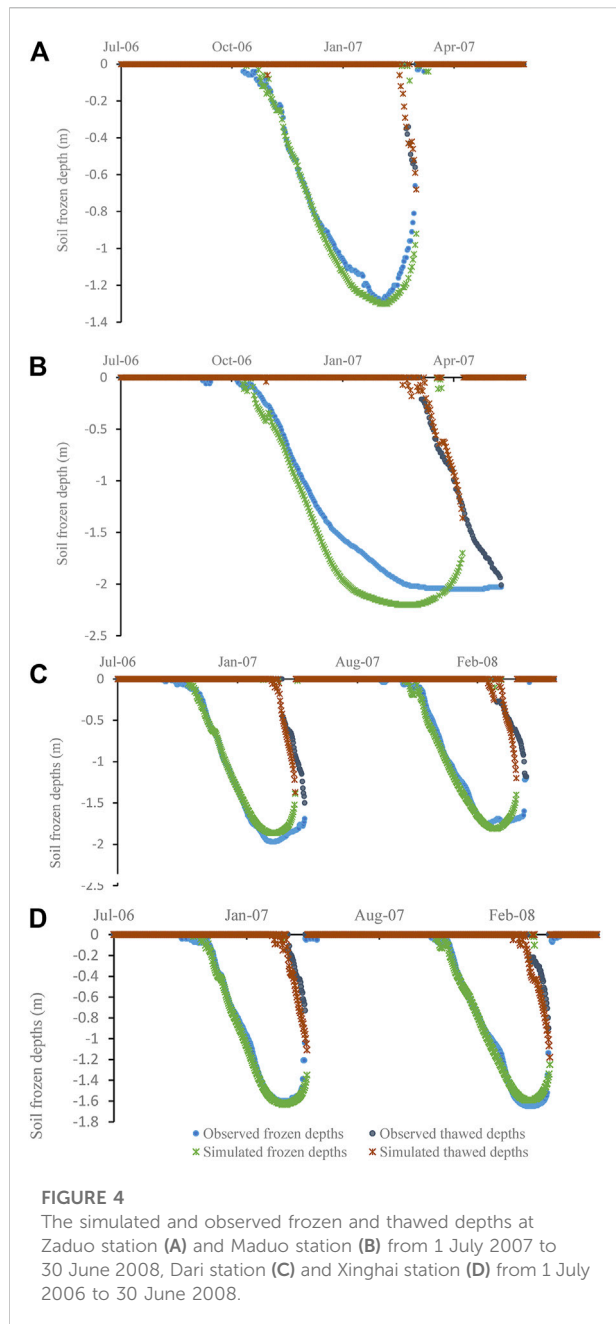 A
Jul-06 Oct-06 Jan-07 Apr-07
0
-0.2
-0.4
-0.6
-0.8
-1
-1.2
-1.4
Soil frozen depth (m)
B
Jul-06 Oct-06 Jan-07 Apr-07
0
-0.5
-1
-1.5
-2
-2.5
Soil frozen depth (m)
C
Jul-06 Jan-07 Aug-07 Feb-08
0
-0.5
-1
-1.5
-2
-2.5
Soil frozen depths (m)
D
Jul-06 Jan-07 Aug-07 Feb-08
0
-0.2
-0.4
-0.6
-0.8
-1
-1.2
-1.4
-1.6
-1.8
Soil frozen depths (m)
Observed frozen depths Observed thawed depths
Simulated frozen depths Simulated thawed depths
FIGURE 4
The simulated and observed frozen and thawed depths at
Zaduo station (A) and Maduo station (B) from 1 July 2007 to
30 June 2008, Dari station (C) and Xinghai station (D) from 1 July
2006 to 30 June 2008.